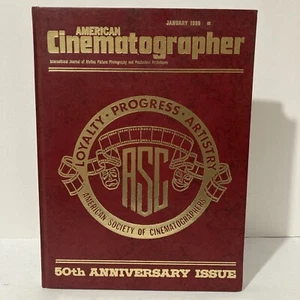 JANUARY 1969
AMERICAN
Cinematographer
International Journal of Motion Picture Photography and Production Techniques
LOYALTY • PROGRESS • ARTISTRY
ASC
AMERICAN SOCIETY OF CINEMATOGRAPHERS
50th ANNIVERSARY ISSUE